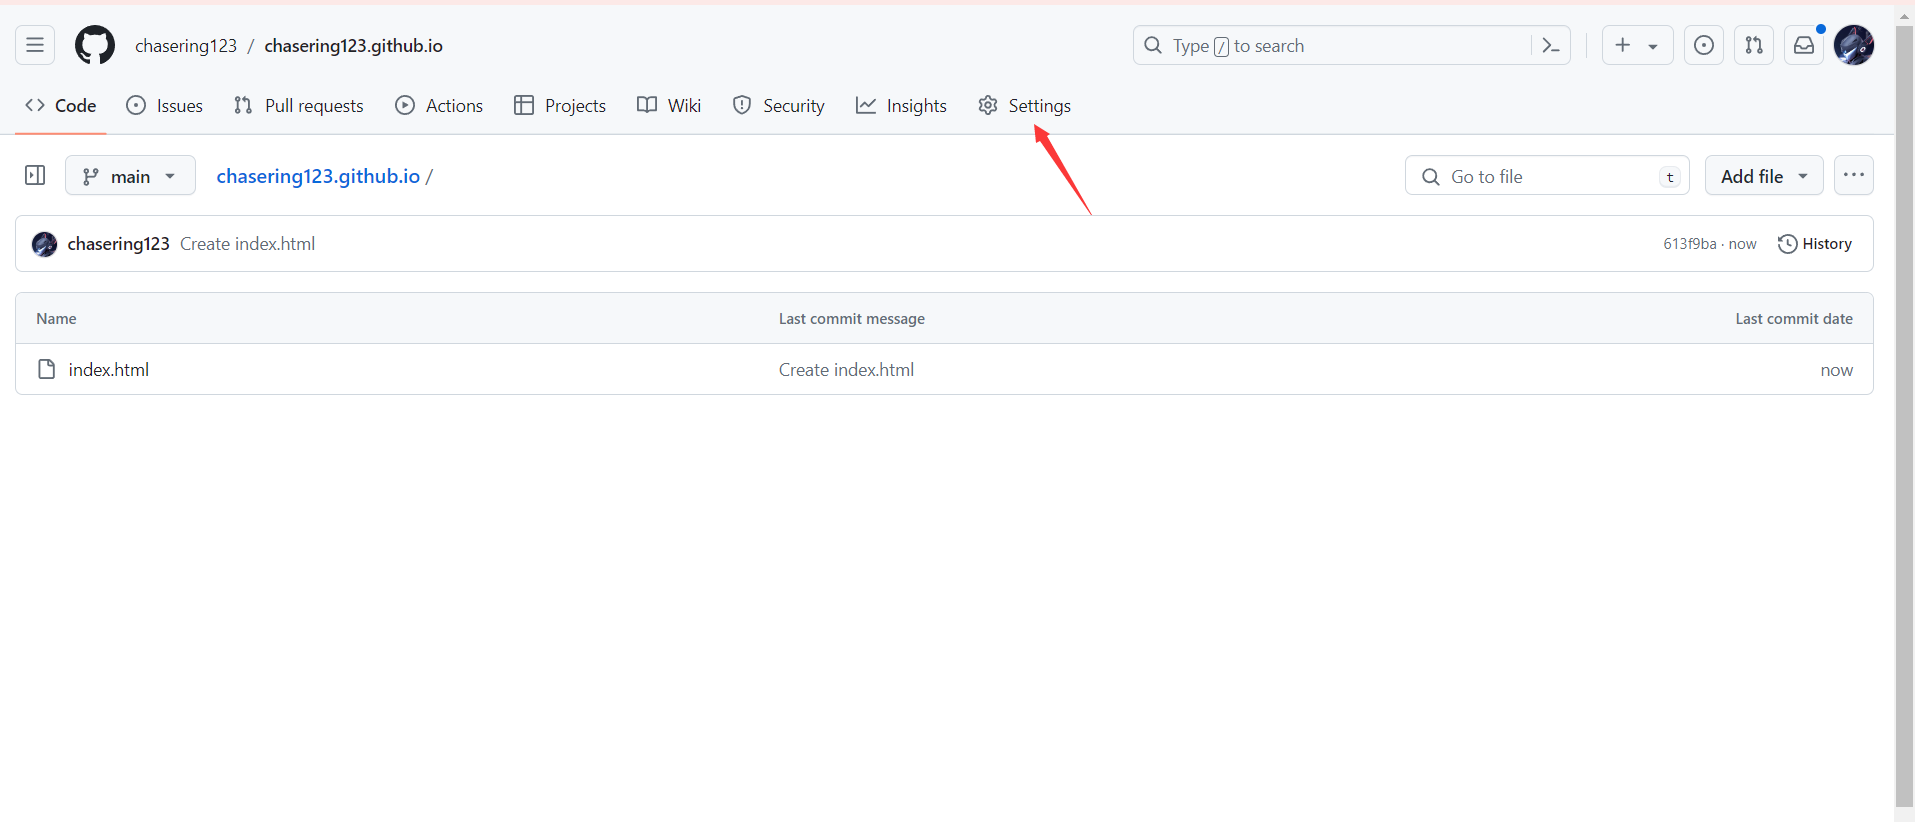 chasering123 / chasering123.github.io
Type / to search
Code Issues Pull requests Actions Projects Wiki Security Insights Settings
main chasering123.github.io / Go to file t Add file
chasering123 Create index.html 613f9ba · now History
Name Last commit message Last commit date
index.html Create index.html now